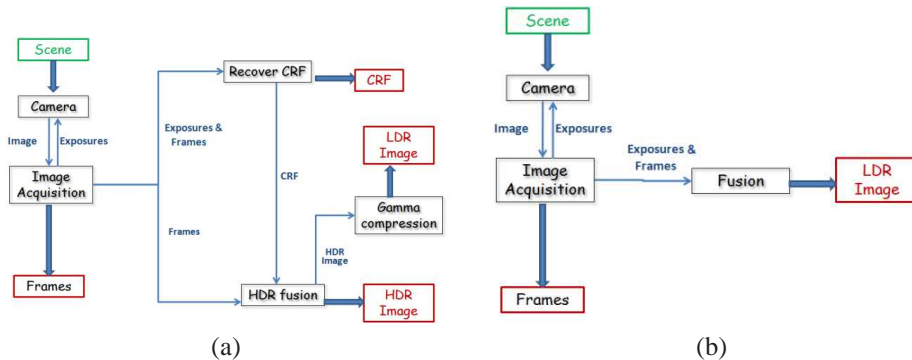 Scene
Camera
Image
Exposures
Image
Acquisition
Frames
Exposures &
Frames
Frames
Recover CRF
CRF
CRF
LDR
Image
Gamma
compression
HDR
Image
HDR fusion
HDR
Image
(a)
Scene
Camera
Image
Exposures
Image
Acquisition
Exposures &
Frames
Fusion
LDR
Image
Frames
(b)